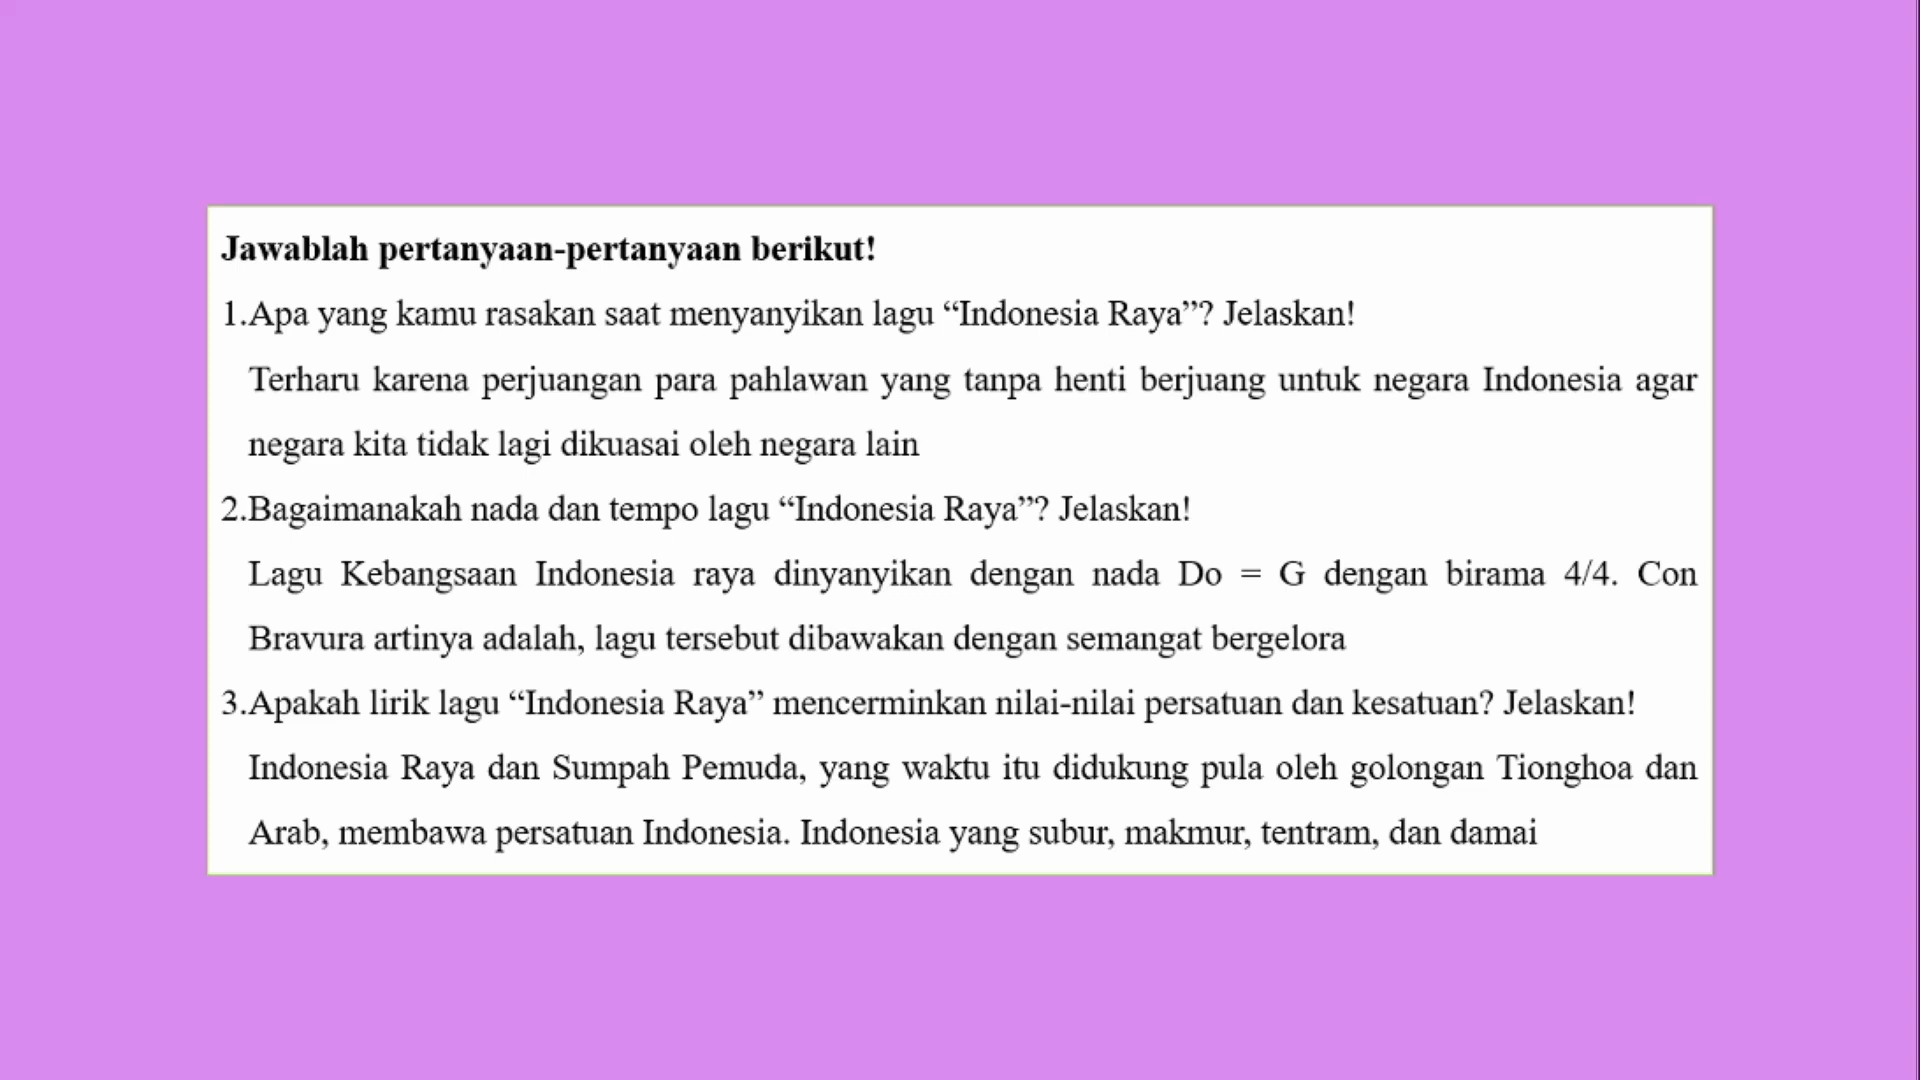 Jawablah pertanyaan-pertanyaan berikut!
1.Apa yang kamu rasakan saat menyanyikan lagu “Indonesia Raya”? Jelaskan!
Terharu karena perjuangan para pahlawan yang tanpa henti berjuang untuk negara Indonesia agar
negara kita tidak lagi dikuasai oleh negara lain
2.Bagaimanakah nada dan tempo lagu “Indonesia Raya”? Jelaskan!
Lagu Kebangsaan Indonesia raya dinyanyikan dengan nada Do = G dengan birama 4/4. Con
Bravura artinya adalah, lagu tersebut dibawakan dengan semangat bergelora
3.Apakah lirik lagu “Indonesia Raya” mencerminkan nilai-nilai persatuan dan kesatuan? Jelaskan!
Indonesia Raya dan Sumpah Pemuda, yang waktu itu didukung pula oleh golongan Tionghoa dan
Arab, membawa persatuan Indonesia. Indonesia yang subur, makmur, tentram, dan damai